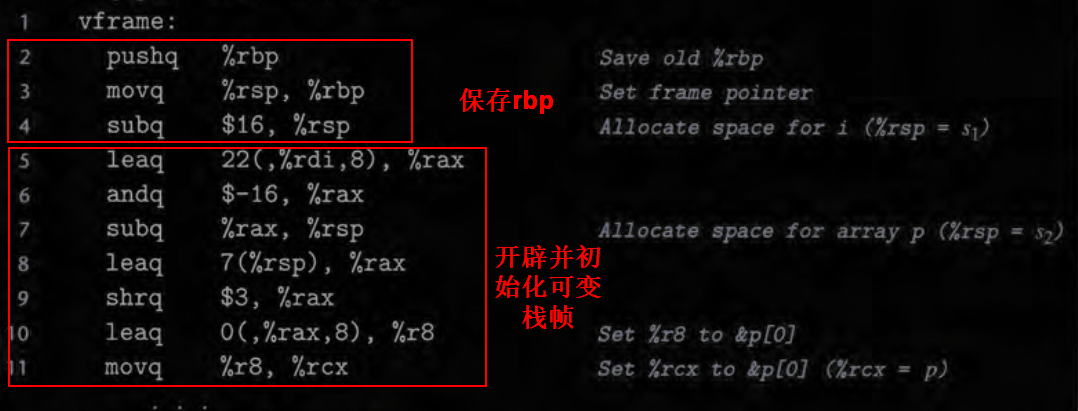 1 vframe:
2 pushq %rbp Save old %rbp
3 movq %rsp, %rbp Set frame pointer
4 subq $16, %rsp Allocate space for i (%rsp = s₁)
保存rbp
5 leaq 22(,%rdi,8), %rax
6 andq $-16, %rax
7 subq %rax, %rsp Allocate space for array p (%rsp = s₂)
8 leaq 7(%rsp), %rax
9 shrq $3, %rax
10 leaq 0(,%rax,8), %r8 Set %r8 to &p[0]
11 movq %r8, %rcx Set %rcx to &p[0] (%rcx = p)
开辟并初
始化可变
栈帧